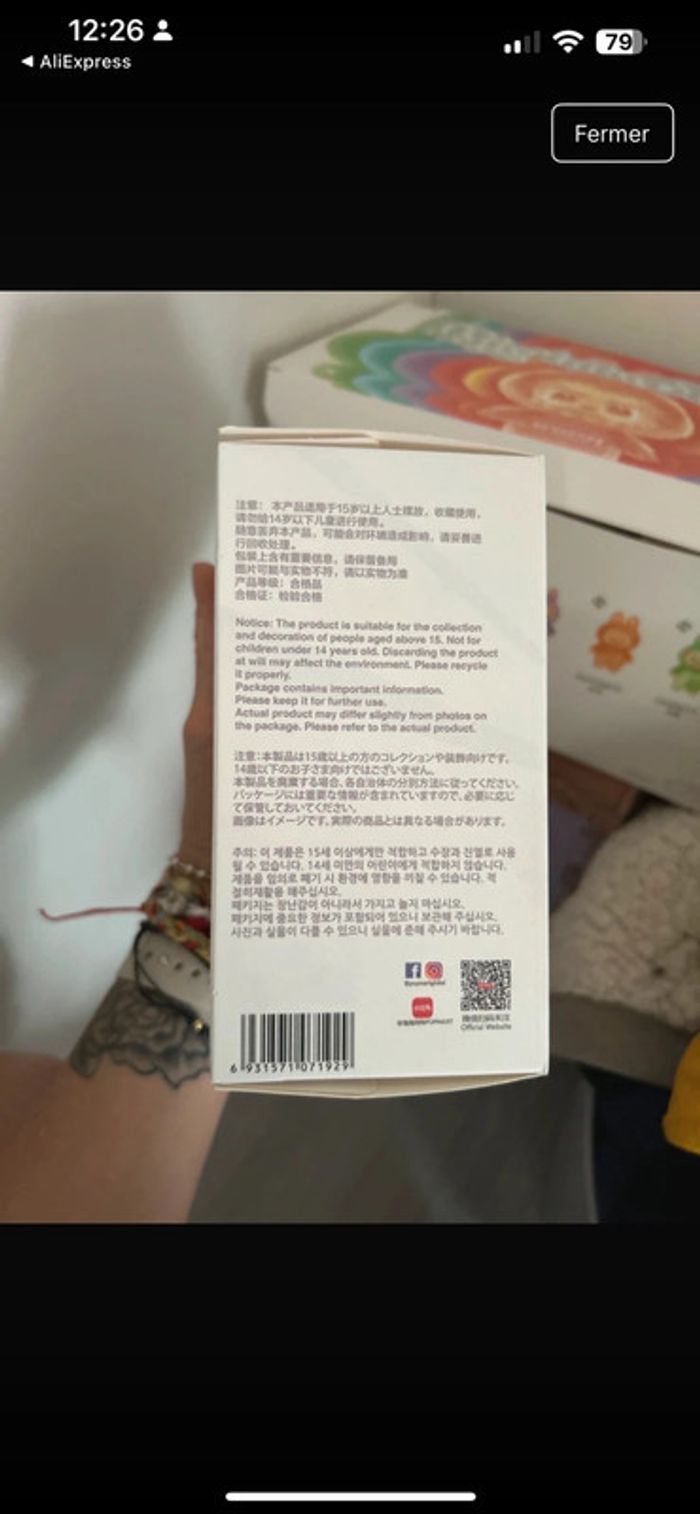 12:26
79
◀ AliExpress
Fermer
注意： 本产品适用于15岁以上人士摆放，收藏使用，
请勿给14岁以下儿童进行使用。
随意丢弃本产品，可能会对环境造成影响，请妥善进
行回收处理。
包装上含有重要信息，请保留备用
图片可能与实物不符，请以实物为准
产品等级：合格品
合格证：检验合格
Notice: The product is suitable for the collection
and decoration of people aged above 15. Not for
children under 14 years old. Discarding the product
at will may affect the environment. Please recycle
it properly.
Package contains important information.
Please keep it for further use.
Actual product may differ slightly from photos on
the package. Please refer to the actual product.
注意：本製品は15歳以上の方のコレクションや装飾向けです。
14歳以下のお子さま向けではございません。
本製品を廃棄する場合、各自治体の分別方法に従ってください。
パッケージには重要な情報が含まれていますので、必要に応じ
て保管しておいてください。
画像はイメージです。実際の商品とは異なる場合があります。
주의: 이 제품은 15세 이상에게만 적합하고 수장과 진열로 사용
될 수 있습니다. 14세 미만의 어린이에게 적합하지 않습니다.
제품을 임의로 폐기 시 환경에 영향을 끼칠 수 있습니다. 적
절히재활용 해주십시오.
패키지는 장난감이 아니라서 가지고 놀지 마십시오.
패키지에 중요한 정보가 포함되어 있으니 보관해 주십시오.
사진과 실물이 다를 수 있으니 실물에 준해 주시기 바랍니다.
Official Website
6 931571 071929